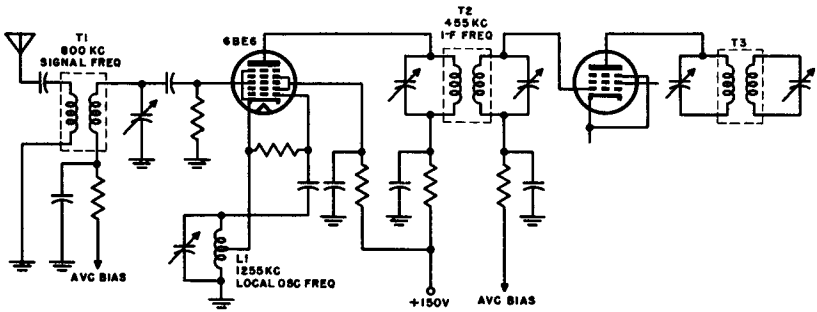 T1
800 KC
SIGNAL FREQ
6BE6
T2
455 KC
I-F FREQ
T3
L1
1255KC
LOCAL OSC FREQ
AVC BIAS
+150V
AVC BIAS